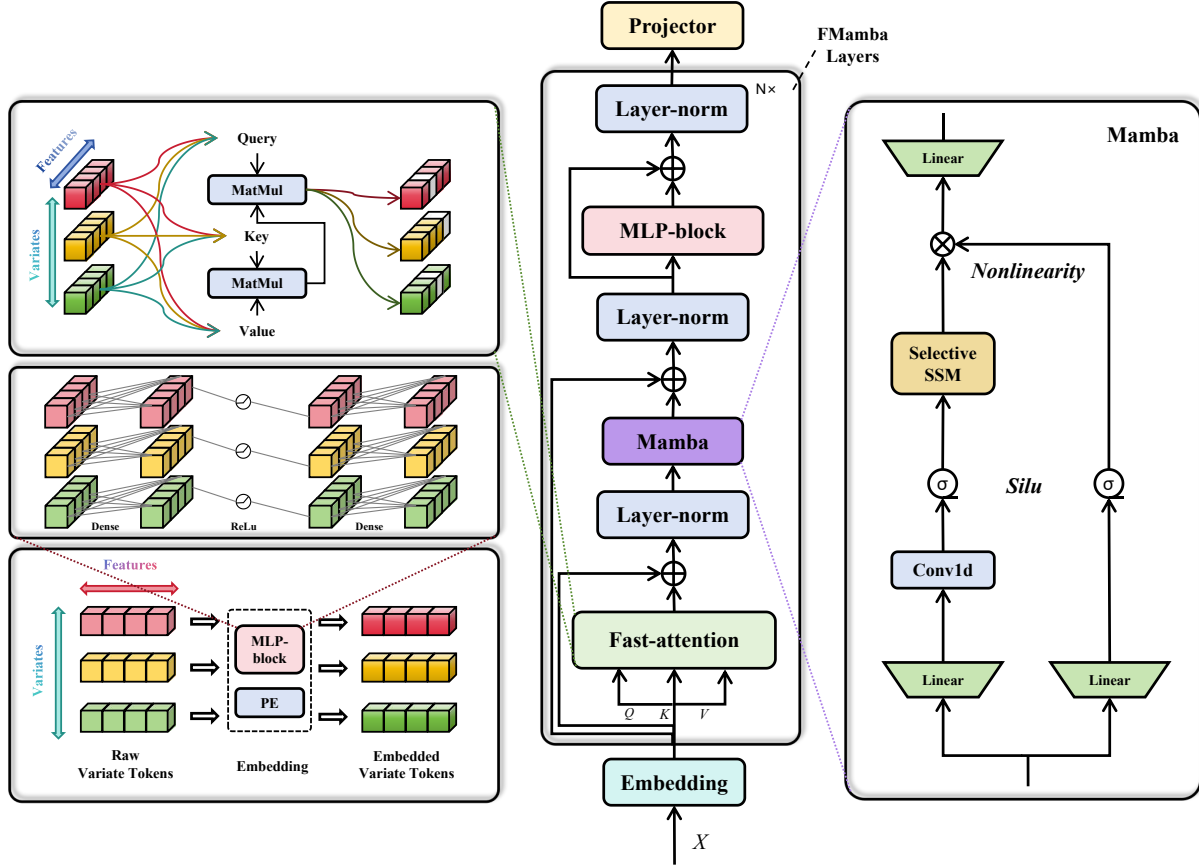 Projector
FMamba
Layers
N×
Layer-norm
MLP-block
Layer-norm
Mamba
Layer-norm
Fast-attention
Q
K
V
Embedding
X
Features
Variates
Query
MatMul
Key
MatMul
Value
Dense
ReLu
Dense
Features
Variates
MLP-
block
PE
Raw
Variate Tokens
Embedding
Embedded
Variate Tokens
Mamba
Linear
Nonlinearity
Selective
SSM
σ
Silu
σ
Conv1d
Linear
Linear